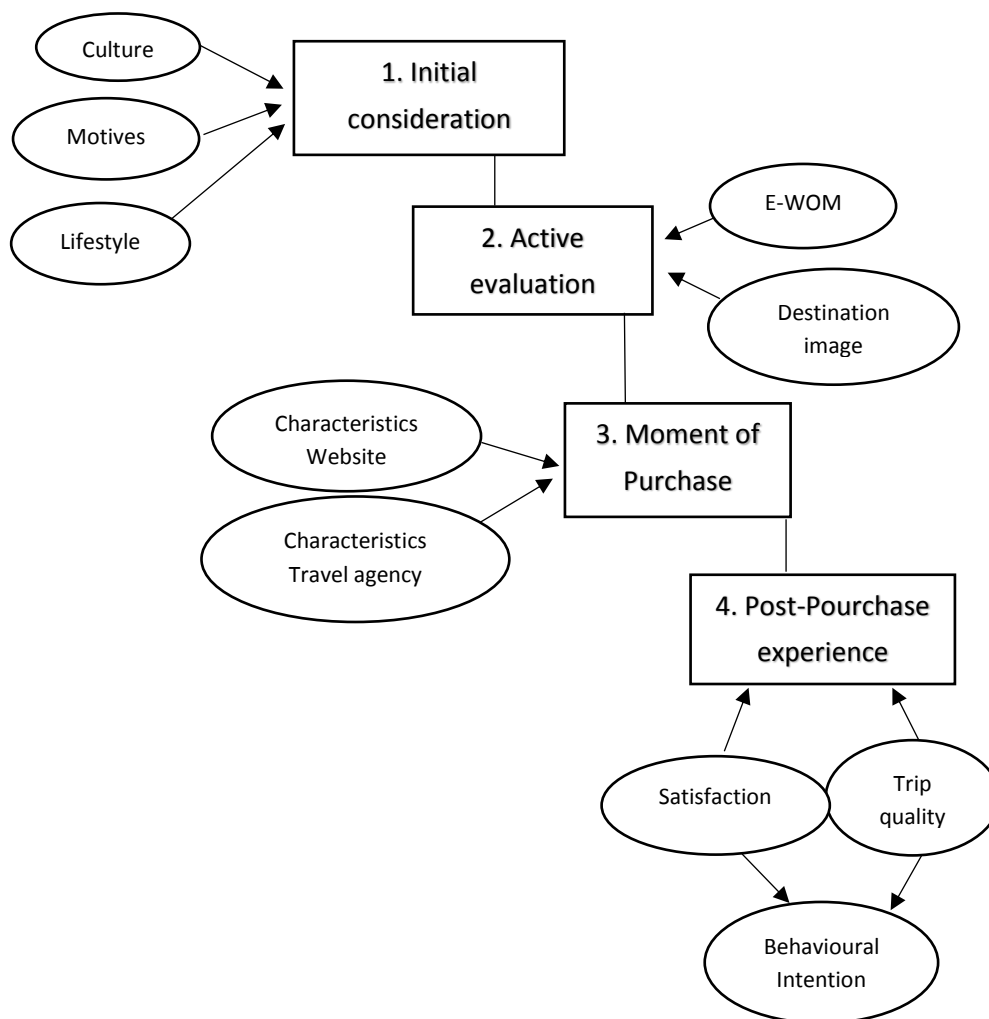 Culture
1. Initial
consideration
Motives
Lifestyle
E-WOM
2. Active
evaluation
Destination
image
Characteristics
Website
3. Moment of
Purchase
Characteristics
Travel agency
4. Post-Pourchase
experience
Satisfaction
Trip
quality
Behavioural
Intention